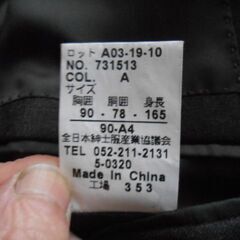 ロット A03-19-10
NO. 731513
COL. A
サイズ
胸囲 胴囲 身長
90 - 78 - 165
90-A4
全日本紳士服産業協議会
TEL 052-211-2131
5-0320
Made in China
工場 353